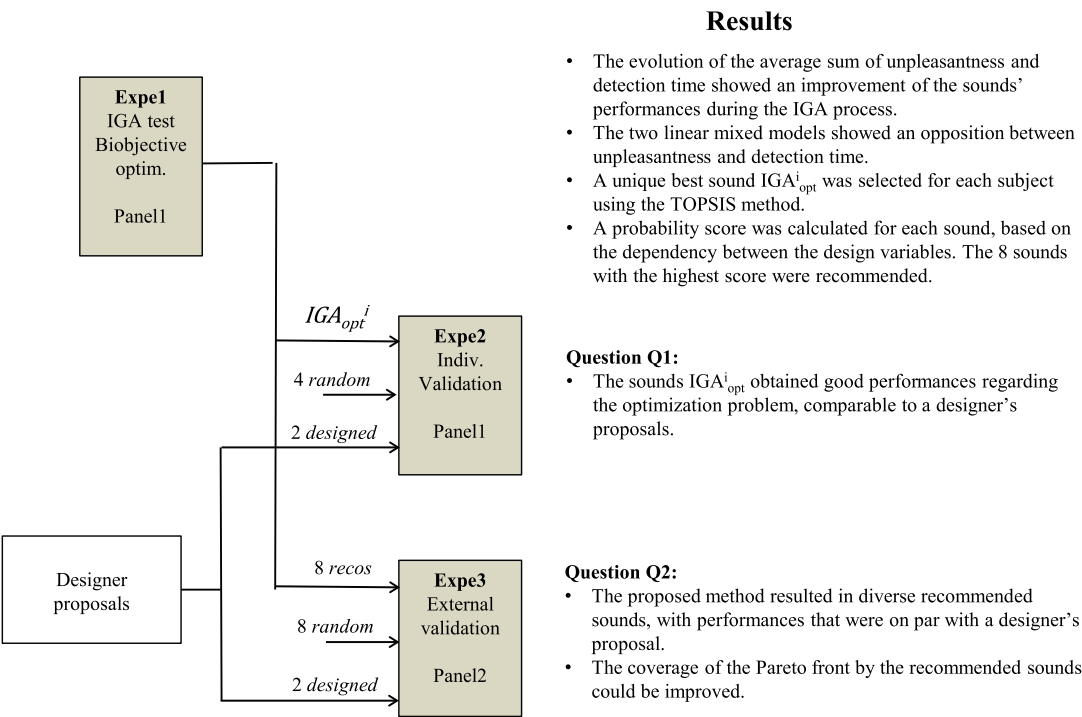 Results
Expe1
IGA test
Biobjective
optim.
Panel1
• The evolution of the average sum of unpleasantness and
detection time showed an improvement of the sounds’
performances during the IGA process.
• The two linear mixed models showed an opposition between
unpleasantness and detection time.
• A unique best sound IGAⁱopt was selected for each subject
using the TOPSIS method.
• A probability score was calculated for each sound, based on
the dependency between the design variables. The 8 sounds
with the highest score were recommended.
IGAoptⁱ
4 random
2 designed
Expe2
Indiv.
Validation
Panel1
Question Q1:
• The sounds IGAⁱopt obtained good performances regarding
the optimization problem, comparable to a designer’s
proposals.
Designer
proposals
8 recos
8 random
2 designed
Expe3
External
validation
Panel2
Question Q2:
• The proposed method resulted in diverse recommended
sounds, with performances that were on par with a designer’s
proposal.
• The coverage of the Pareto front by the recommended sounds
could be improved.